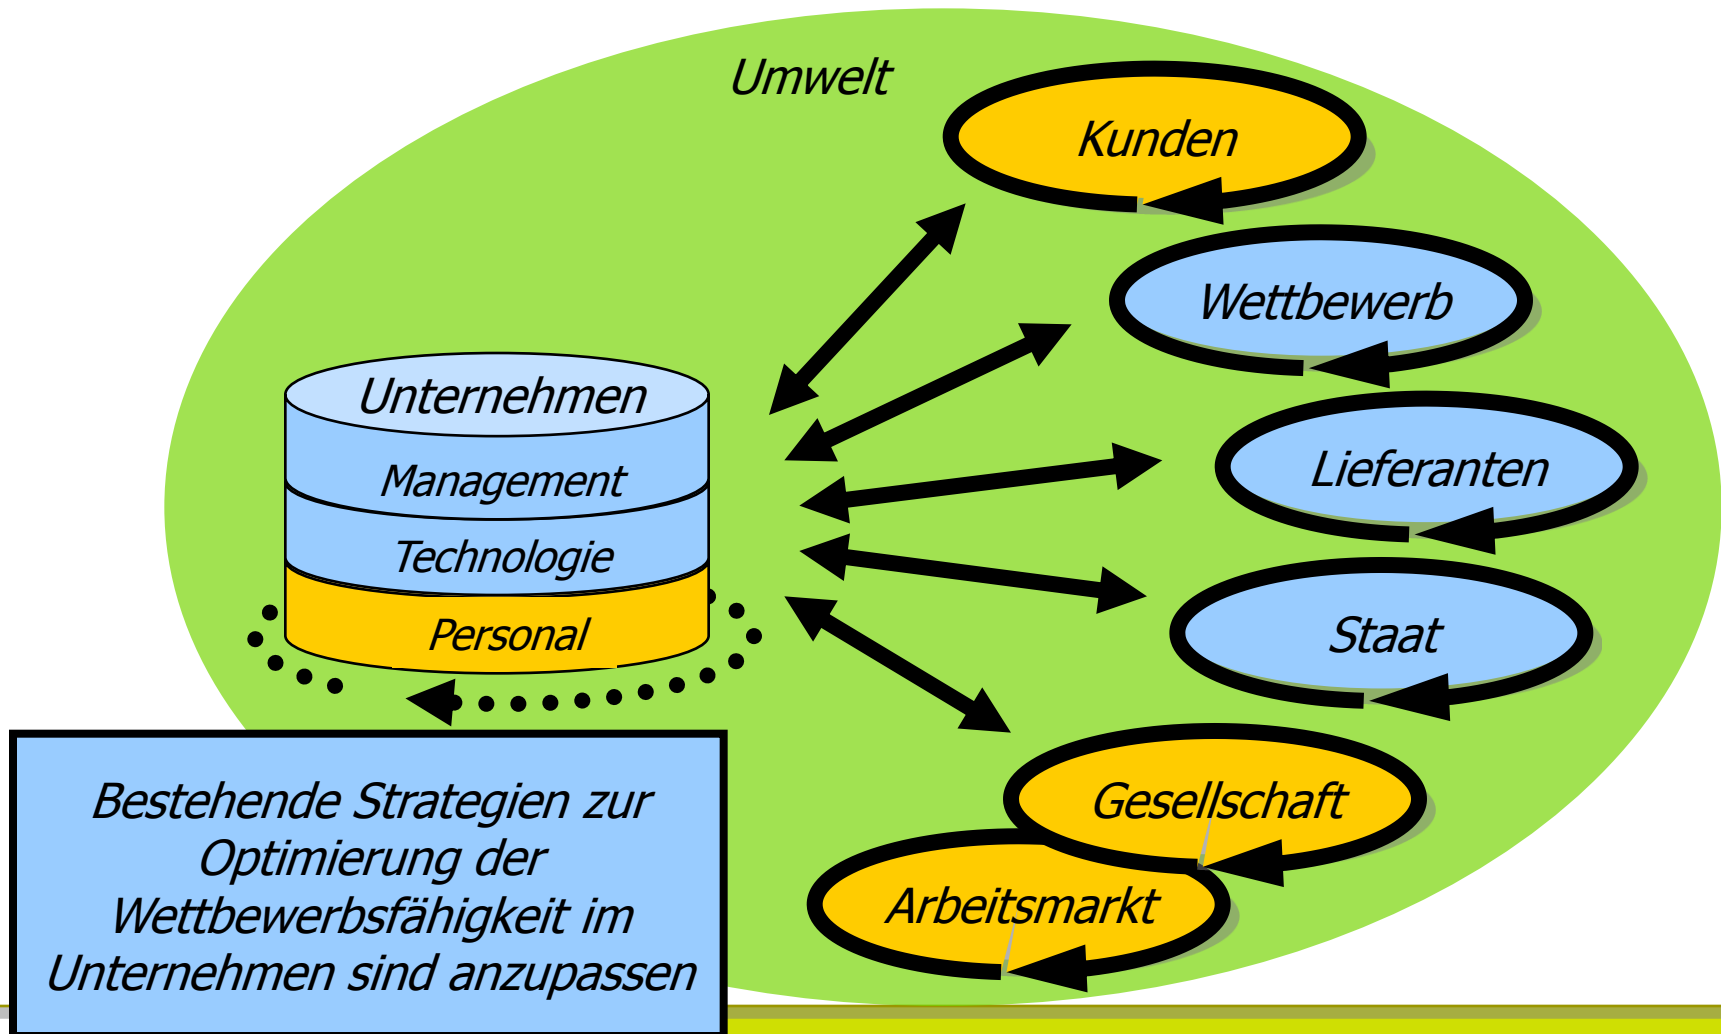 Umwelt
Kunden
Wettbewerb
Lieferanten
Staat
Gesellschaft
Arbeitsmarkt
Unternehmen
Management
Technologie
Personal
Bestehende Strategien zur
Optimierung der
Wettbewerbsfähigkeit im
Unternehmen sind anzupassen